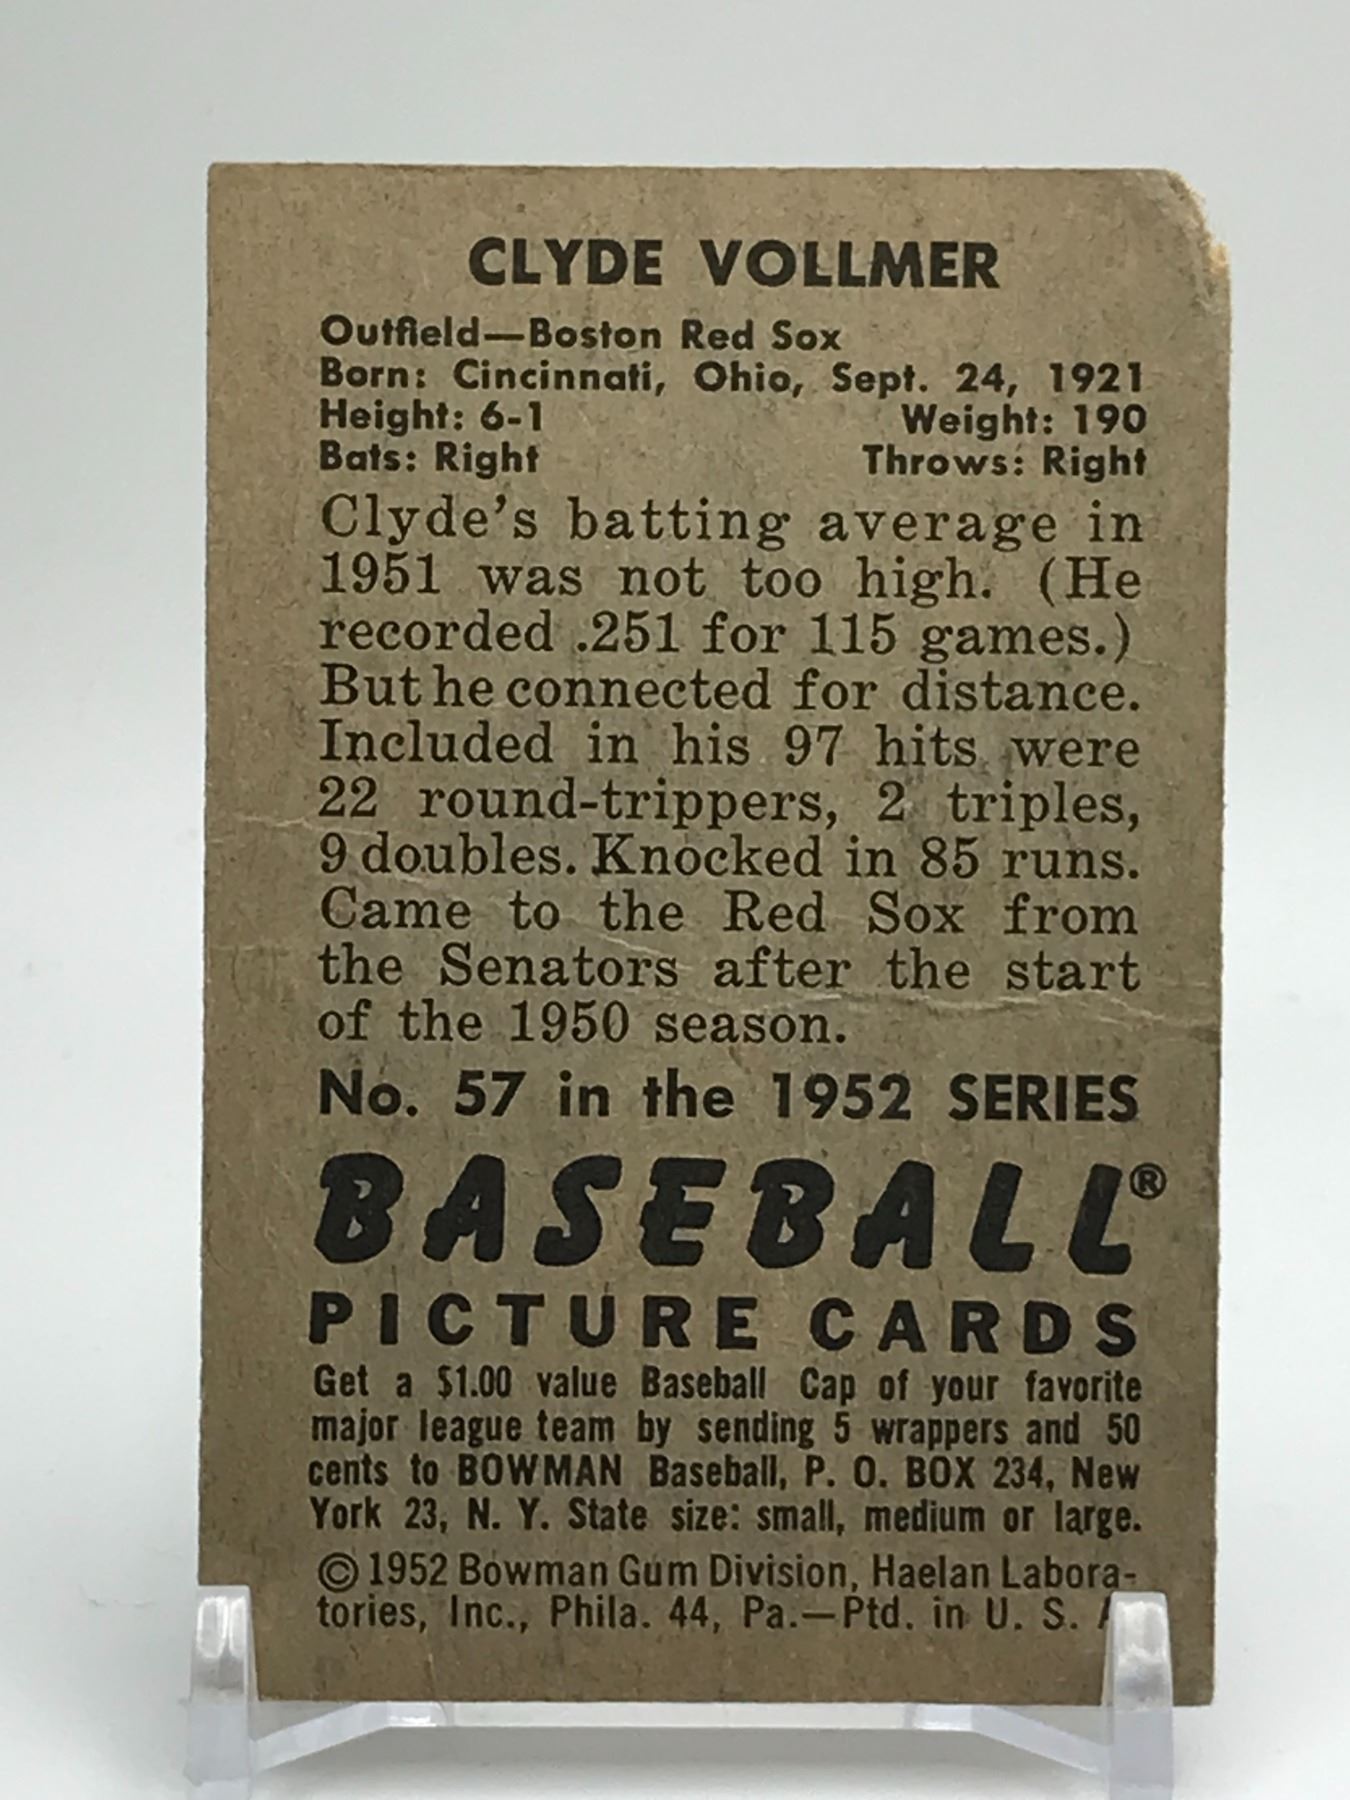 CLYDE VOLLMER
Outfield—Boston Red Sox
Born: Cincinnati, Ohio, Sept. 24, 1921
Height: 6-1 Weight: 190
Bats: Right Throws: Right
Clyde's batting average in
1951 was not too high. (He
recorded .251 for 115 games.)
But he connected for distance.
Included in his 97 hits were
22 round-trippers, 2 triples,
9 doubles. Knocked in 85 runs.
Came to the Red Sox from
the Senators after the start
of the 1950 season.
No. 57 in the 1952 SERIES
BASEBALL®
PICTURE CARDS
Get a $1.00 value Baseball Cap of your favorite
major league team by sending 5 wrappers and 50
cents to BOWMAN Baseball, P. O. BOX 234, New
York 23, N. Y. State size: small, medium or large.
© 1952 Bowman Gum Division, Haelan Labora-
tories, Inc., Phila. 44, Pa.—Ptd. in U. S.